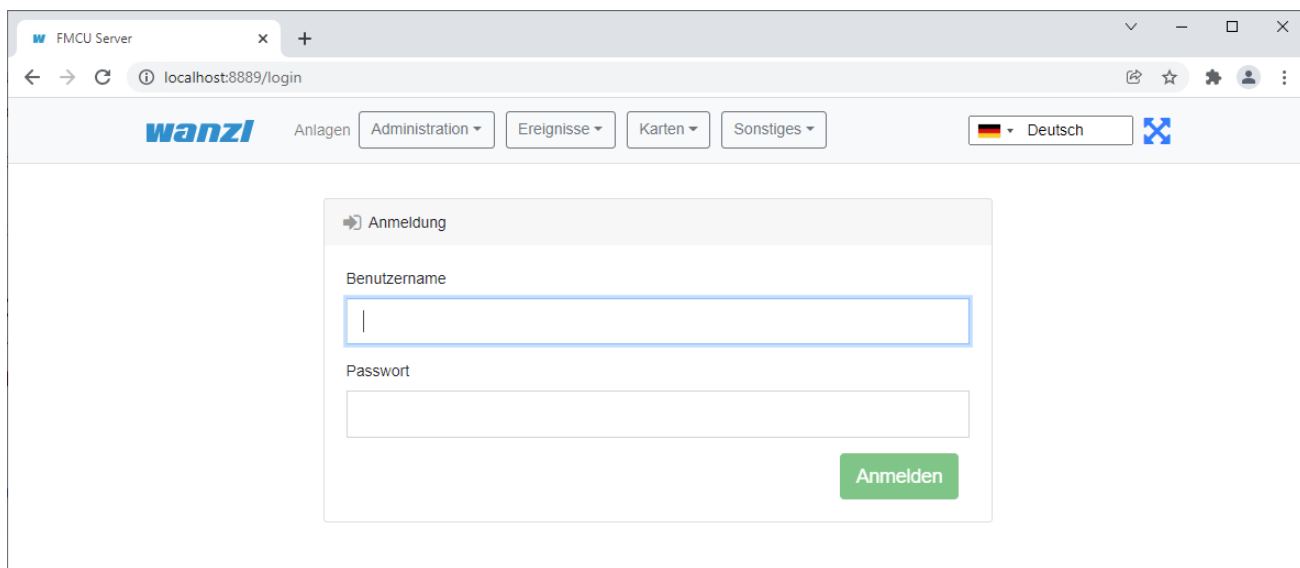 FMCU Server
localhost:8889/login
wanzl Anlagen Administration Ereignisse Karten Sonstiges Deutsch
Anmeldung
Benutzername
Passwort
Anmelden